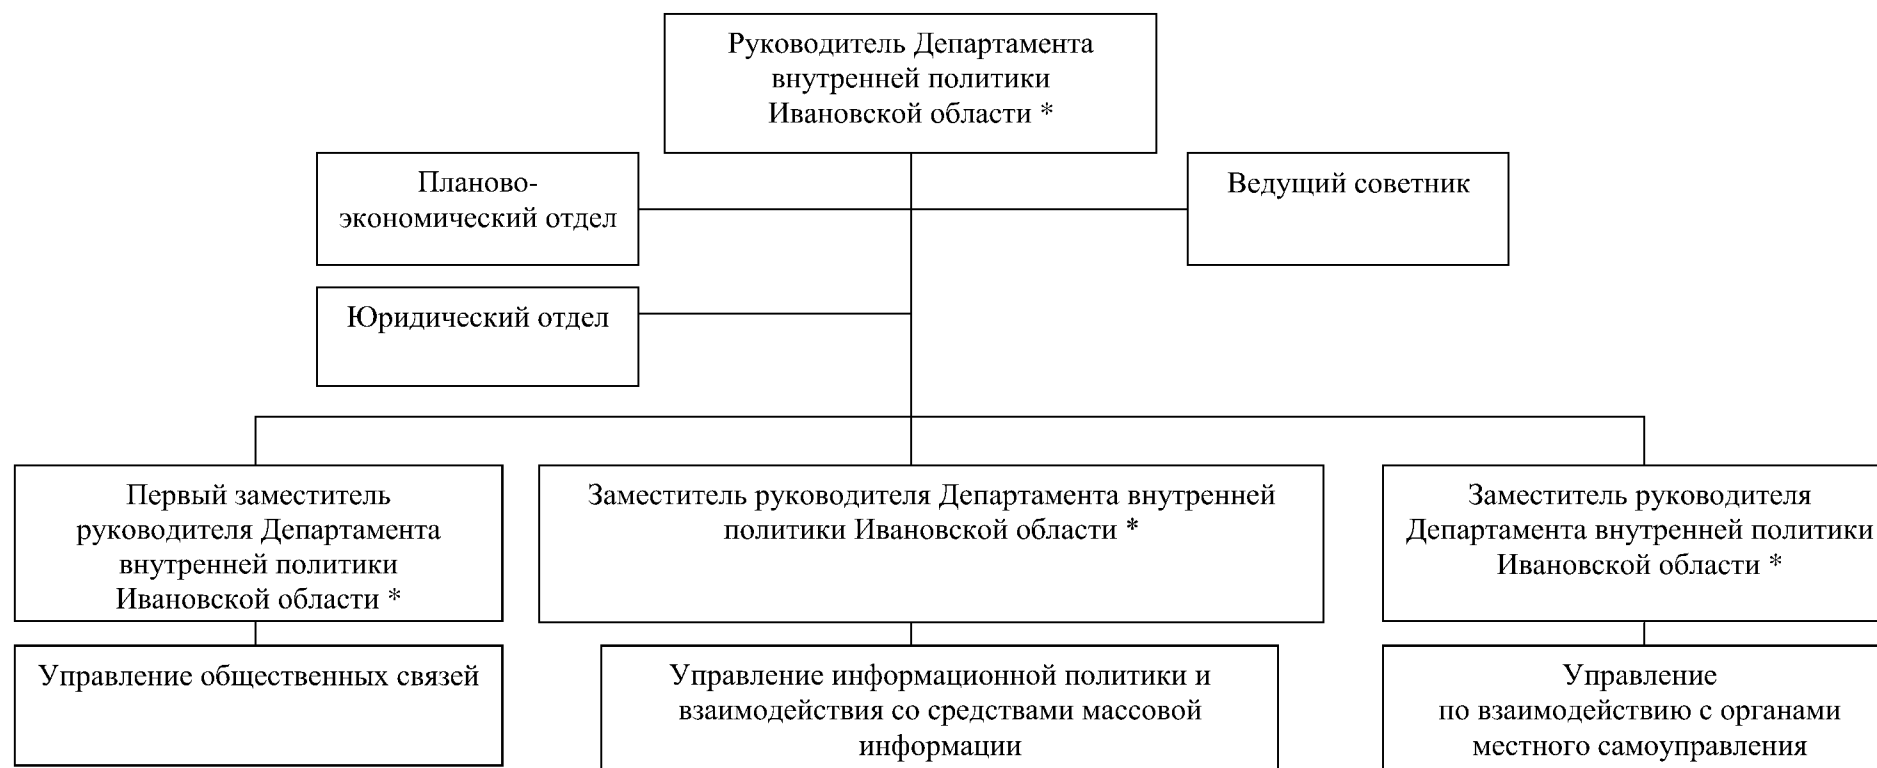 Руководитель Департамента
внутренней политики
Ивановской области *
Планово-
экономический отдел
Ведущий советник
Юридический отдел
Первый заместитель
руководителя Департамента
внутренней политики
Ивановской области *
Заместитель руководителя Департамента внутренней
политики Ивановской области *
Заместитель руководителя
Департамента внутренней политики
Ивановской области *
Управление общественных связей
Управление информационной политики и
взаимодействия со средствами массовой
информации
Управление
по взаимодействию с органами
местного самоуправления